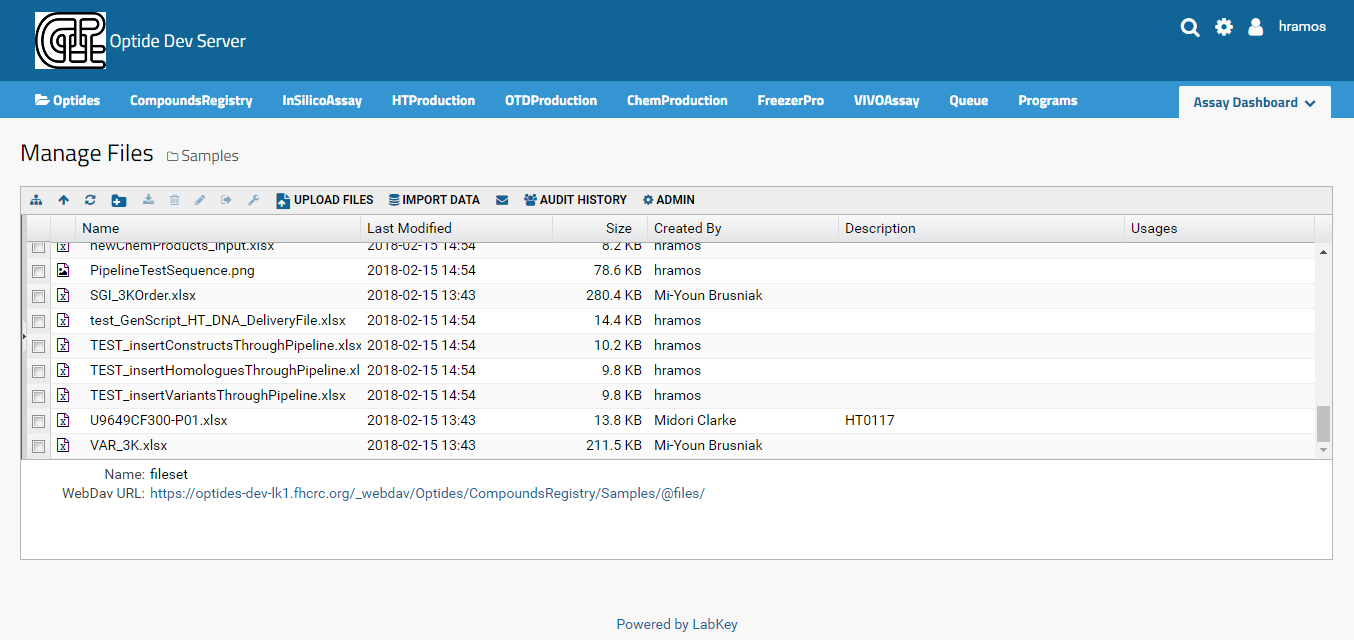 Optide Dev Server
hramos
Optides CompoundsRegistry InSilicoAssay HTProduction OTDProduction ChemProduction FreezerPro VIVOAssay Queue Programs Assay Dashboard
Manage Files Samples
UPLOAD FILES IMPORT DATA AUDIT HISTORY ADMIN
Name Last Modified Size Created By Description Usages
newChemProducts_input.xlsx 2018-02-15 14:54 8.2 KB hramos
PipelineTestSequence.png 2018-02-15 14:54 78.6 KB hramos
SGI_3KOrder.xlsx 2018-02-15 13:43 280.4 KB Mi-Youn Brusniak
test_GenScript_HT_DNA_DeliveryFile.xlsx 2018-02-15 14:54 14.4 KB hramos
TEST_insertConstructsThroughPipeline.xlsx 2018-02-15 14:54 10.2 KB hramos
TEST_insertHomologuesThroughPipeline.xl 2018-02-15 14:54 9.8 KB hramos
TEST_insertVariantsThroughPipeline.xlsx 2018-02-15 14:54 9.8 KB hramos
U9649CF300-P01.xlsx 2018-02-15 13:43 13.8 KB Midori Clarke HT0117
VAR_3K.xlsx 2018-02-15 13:43 211.5 KB Mi-Youn Brusniak
Name: fileset
WebDav URL: https://optides-dev-lk1.fhcrc.org/_webdav/Optides/CompoundsRegistry/Samples/@files/
Powered by LabKey